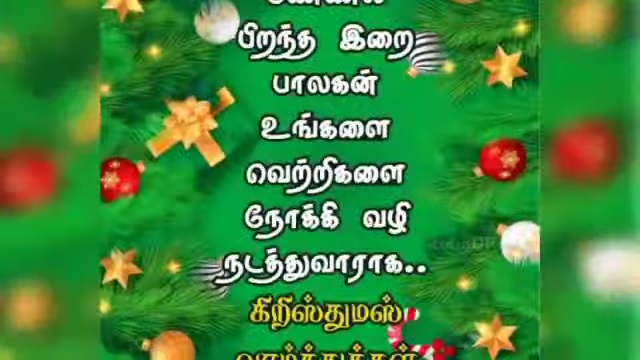 பிறந்த இறை
பாலகன்
உங்களை
வெற்றிகளை
நோக்கி வழி
நடத்துவாராக..
கிறிஸ்துமஸ்